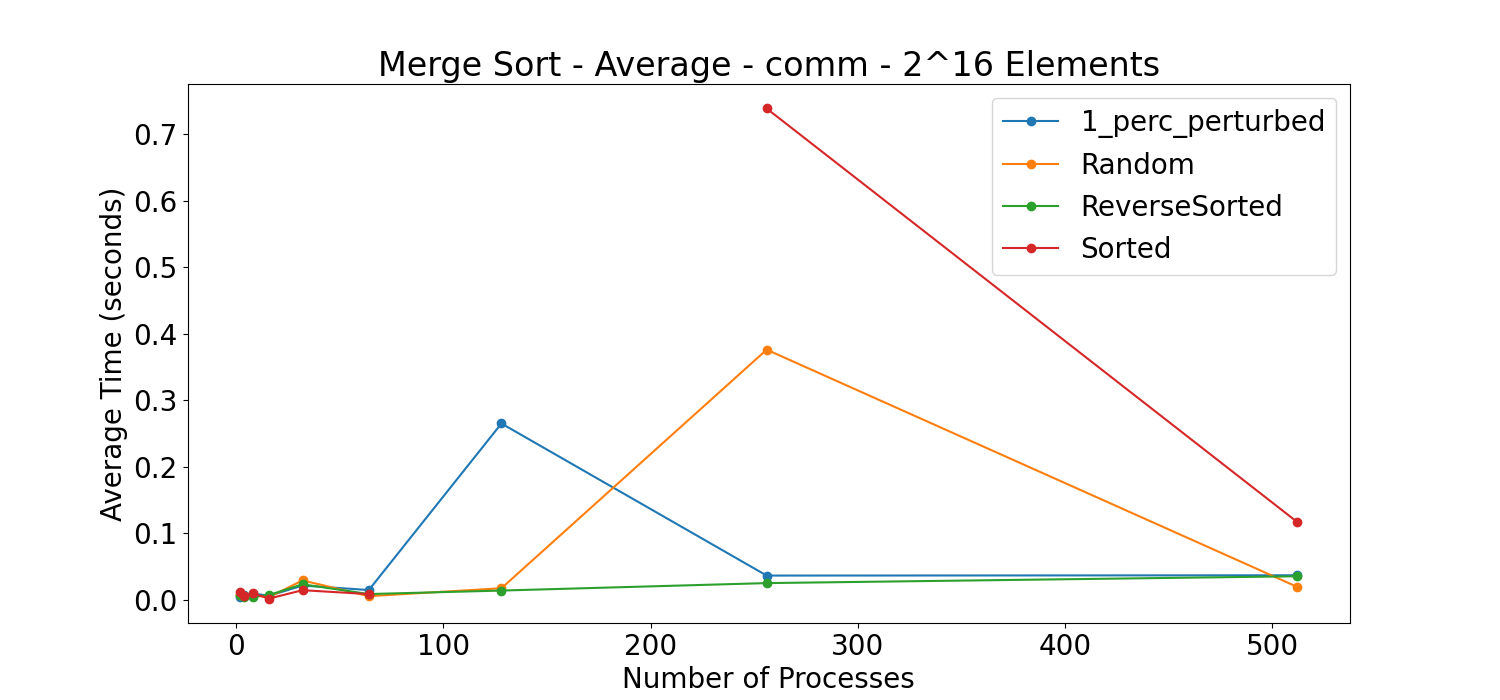 Merge Sort - Average - comm - 2^16 Elements
Average Time (seconds)
0.7
0.6
0.5
0.4
0.3
0.2
0.1
0.0
1_perc_perturbed
Random
ReverseSorted
Sorted
0 100 200 300 400 500
Number of Processes